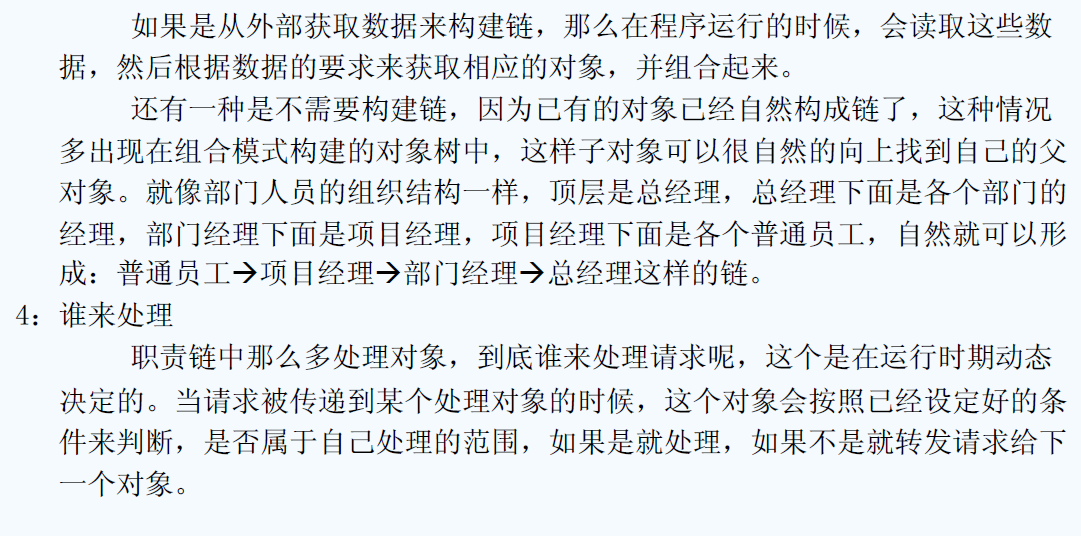 如果是从外部获取数据来构建链，那么在程序运行的时候，会读取这些数
据，然后根据数据的要求来获取相应的对象，并组合起来。
还有一种是不需要构建链，因为已有的对象已经自然构成链了，这种情况
多出现在组合模式构建的对象树中，这样子对象可以很自然的向上找到自己的父
对象。就像部门人员的组织结构一样，顶层是总经理，总经理下面是各个部门的
经理，部门经理下面是项目经理，项目经理下面是各个普通员工，自然就可以形
成：普通员工→项目经理→部门经理→总经理这样的链。
4：谁来处理
职责链中那么多处理对象，到底谁来处理请求呢，这个是在运行时期动态
决定的。当请求被传递到某个处理对象的时候，这个对象会按照已经设定好的条
件来判断，是否属于自己处理的范围，如果是就处理，如果不是就转发请求给下
一个对象。